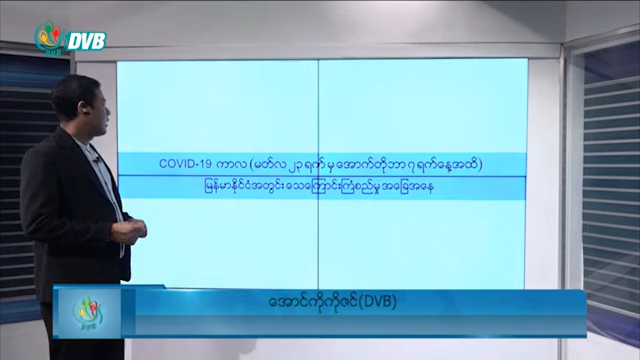 DVB
DVB
COVID-19 ကာလ (မတ်လ ၂၃ ရက် မှ အောက်တိုဘာ ၇ ရက်နေ့အထိ)
မြန်မာနိုင်ငံအတွင်း သေကြောင်းကြံစည်မှု အခြေအနေ
အောင်ကိုကိုဇင်(DVB)
DVB